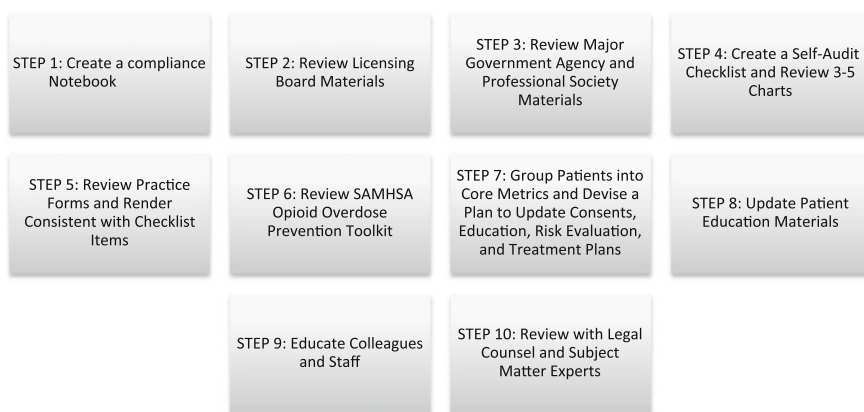 STEP 1: Create a compliance
Notebook
STEP 2: Review Licensing
Board Materials
STEP 3: Review Major
Government Agency and
Professional Society
Materials
STEP 4: Create a Self-Audit
Checklist and Review 3-5
Charts
STEP 5: Review Practice
Forms and Render
Consistent with Checklist
Items
STEP 6: Review SAMHSA
Opioid Overdose
Prevention Toolkit
STEP 7: Group Patients into
Core Metrics and Devise a
Plan to Update Consents,
Education, Risk Evaluation,
and Treatment Plans
STEP 8: Update Patient
Education Materials
STEP 9: Educate Colleagues
and Staff
STEP 10: Review with Legal
Counsel and Subject
Matter Experts